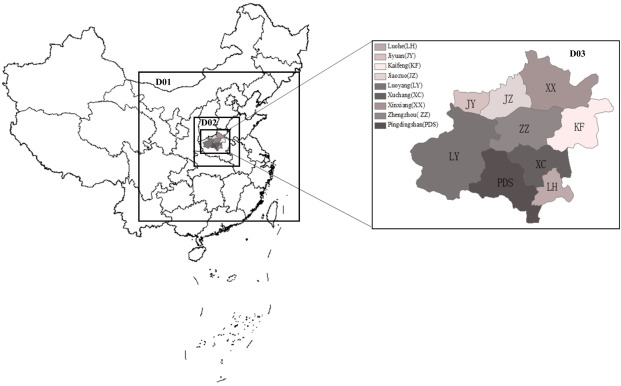 D01
D02
D03
Luohe(LH)
Jiyuan(JY)
Kaifeng(KF)
Jiaozuo(JZ)
Luoyang(LY)
Xuchang(XC)
Xinxiang(XX)
Zhengzhou( ZZ)
Pingdingshan(PDS)
XX
JY
JZ
ZZ
KF
LY
XC
PDS
LH